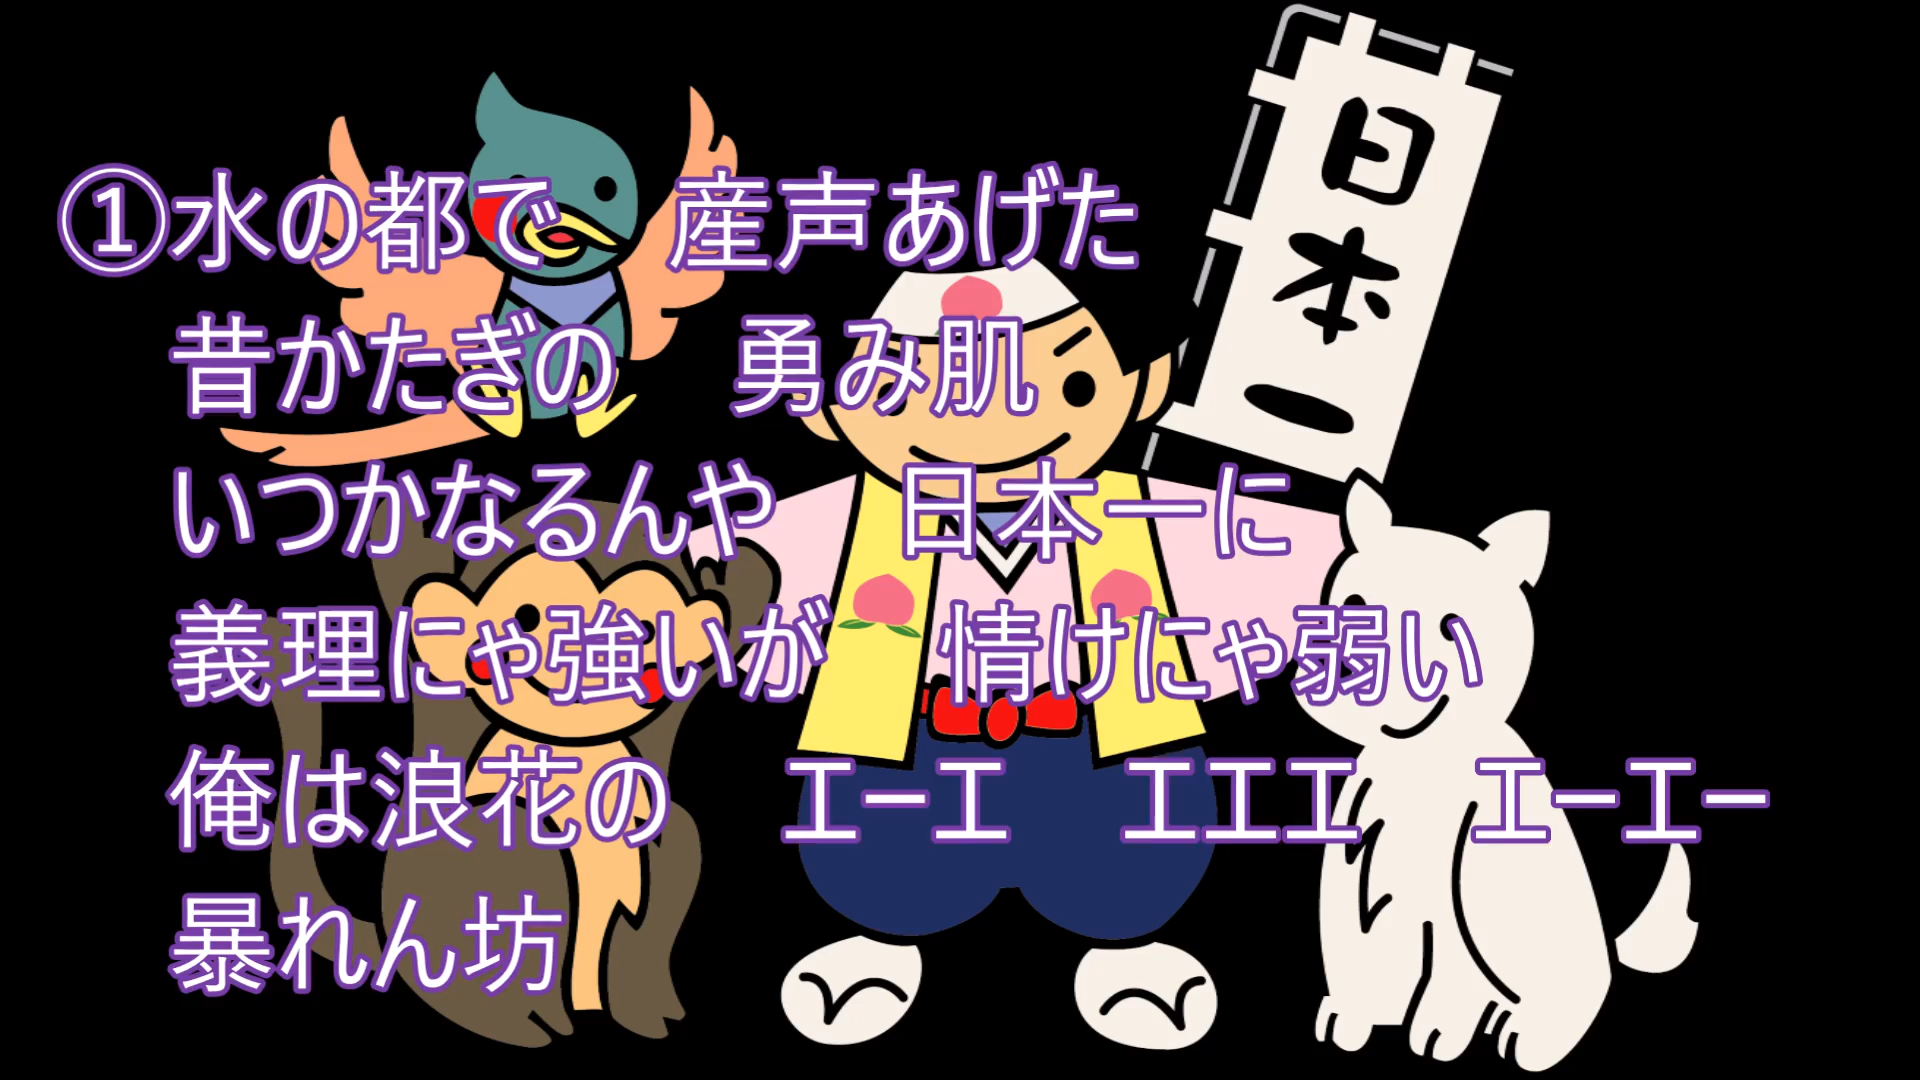 ①水の都で　産声あげた
昔かたぎの　勇み肌
いつかなるんや　日本一に
義理にゃ強いが　情けにゃ弱い
俺は浪花の　エーエ　エエエ　エーエー
暴れん坊
日本一